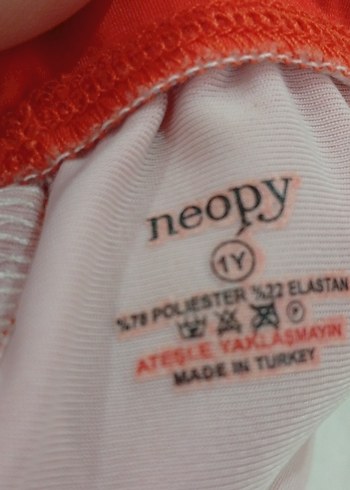 neopy
1Y
%78 POLIESTER %22 ELASTAN
P
ATEŞLE YAKLAŞMAYIN
MADE IN TURKEY